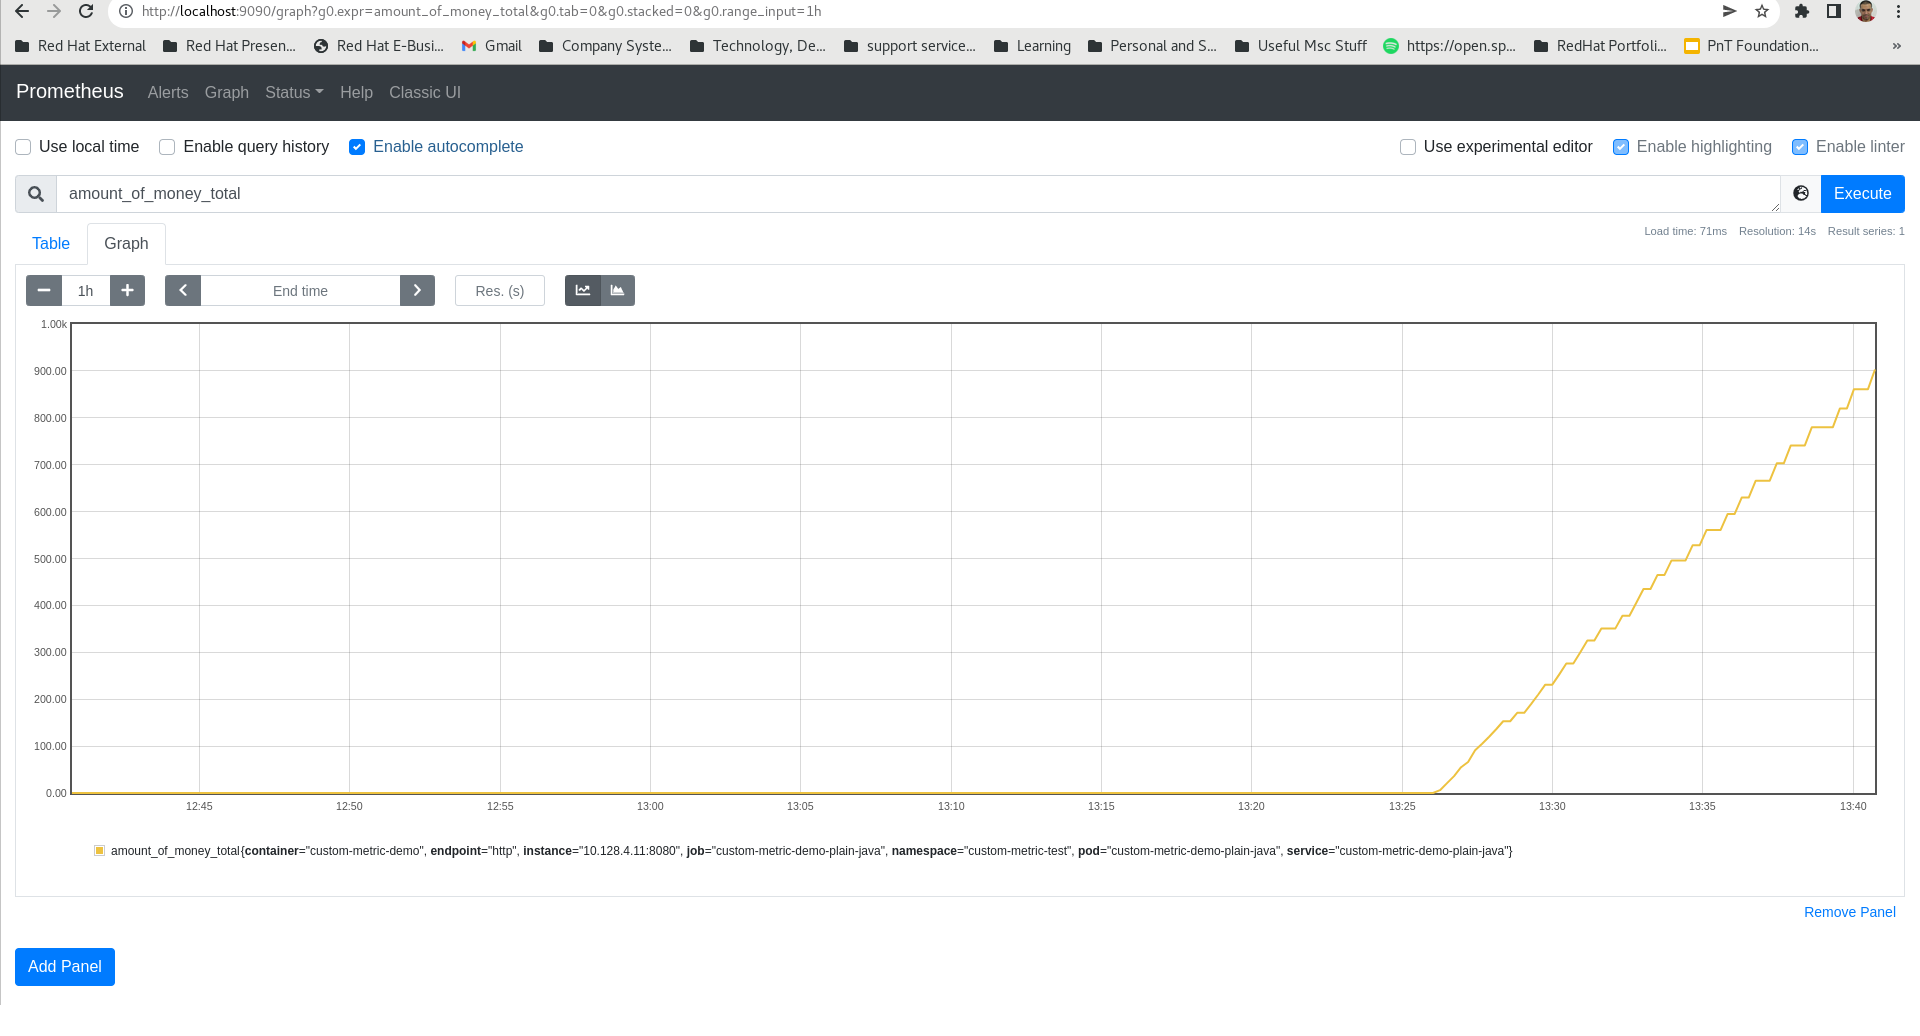 http://localhost:9090/graph?g0.expr=amount_of_money_total&g0.tab=0&g0.stacked=0&g0.range_input=1h
Red Hat External Red Hat Presen... Red Hat E-Busi... Gmail Company Syste... Technology, De... support service... Learning Personal and S... Useful Msc Stuff https://open.sp... RedHat Portfoli... PnT Foundation... »
Prometheus Alerts Graph Status Help Classic UI
Use local time Enable query history Enable autocomplete Use experimental editor Enable highlighting Enable linter
amount_of_money_total Execute
Table Graph Load time: 71ms Resolution: 14s Result series: 1
1h End time Res. (s)
1.00k
900.00
800.00
700.00
600.00
500.00
400.00
300.00
200.00
100.00
0.00
12:45 12:50 12:55 13:00 13:05 13:10 13:15 13:20 13:25 13:30 13:35 13:40
amount_of_money_total{container="custom-metric-demo", endpoint="http", instance="10.128.4.11:8080", job="custom-metric-demo-plain-java", namespace="custom-metric-test", pod="custom-metric-demo-plain-java", service="custom-metric-demo-plain-java"}
Remove Panel
Add Panel